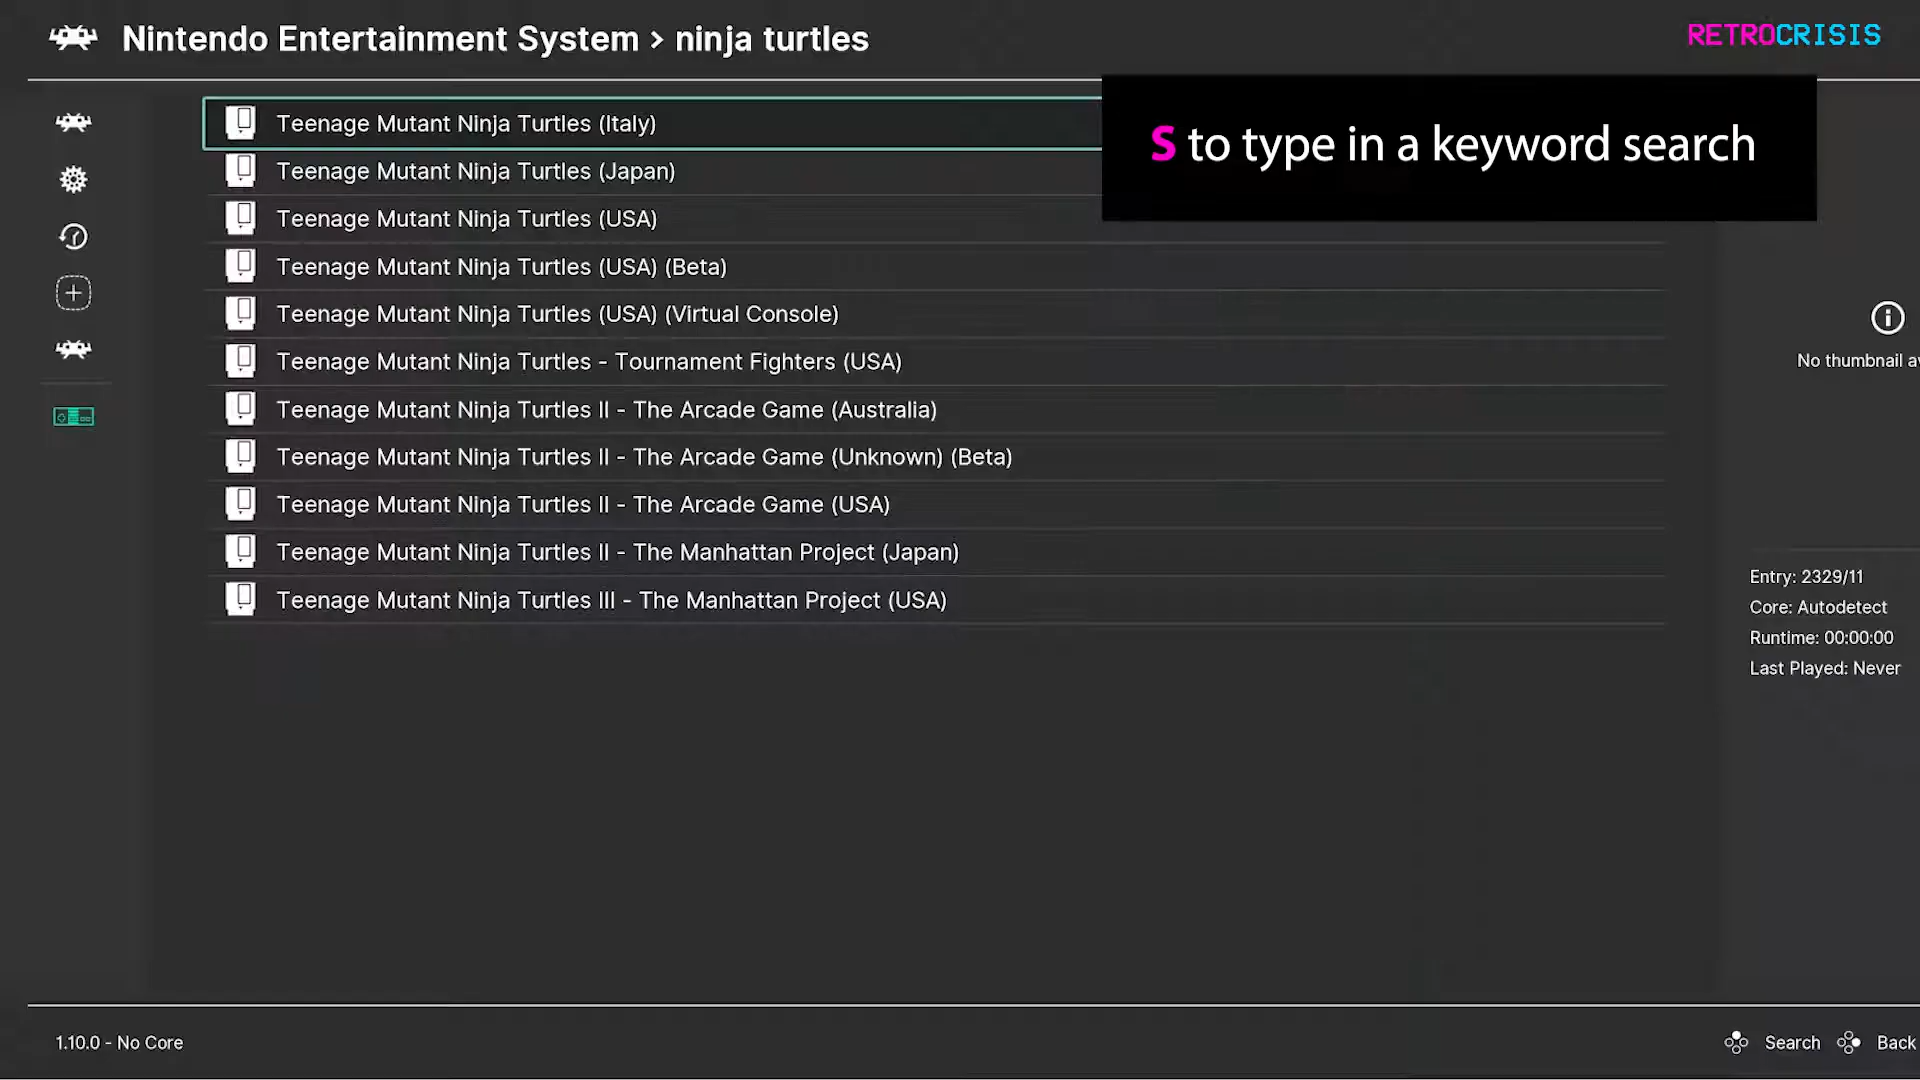 Nintendo Entertainment System > ninja turtles
RETROCRISIS
S to type in a keyword search
Teenage Mutant Ninja Turtles (Italy)
Teenage Mutant Ninja Turtles (Japan)
Teenage Mutant Ninja Turtles (USA)
Teenage Mutant Ninja Turtles (USA) (Beta)
Teenage Mutant Ninja Turtles (USA) (Virtual Console)
Teenage Mutant Ninja Turtles - Tournament Fighters (USA)
Teenage Mutant Ninja Turtles II - The Arcade Game (Australia)
Teenage Mutant Ninja Turtles II - The Arcade Game (Unknown) (Beta)
Teenage Mutant Ninja Turtles II - The Arcade Game (USA)
Teenage Mutant Ninja Turtles II - The Manhattan Project (Japan)
Teenage Mutant Ninja Turtles III - The Manhattan Project (USA)
No thumbnail av
Entry: 2329/11
Core: Autodetect
Runtime: 00:00:00
Last Played: Never
1.10.0 - No Core
Search
Back